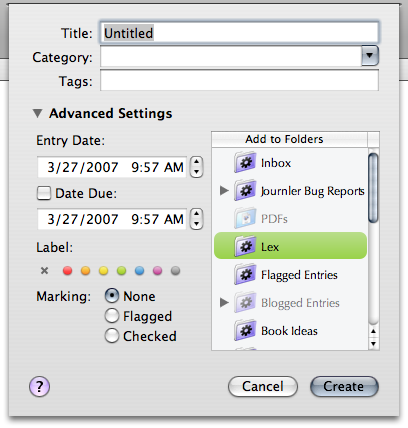 Title: Untitled
Category:
Tags:
Advanced Settings
Entry Date:
3/27/2007 9:57 AM
Date Due:
3/27/2007 9:57 AM
Label:
Marking: None
Flagged
Checked
Add to Folders
Inbox
Journler Bug Reports
PDFs
Lex
Flagged Entries
Blogged Entries
Book Ideas
?
Cancel
Create